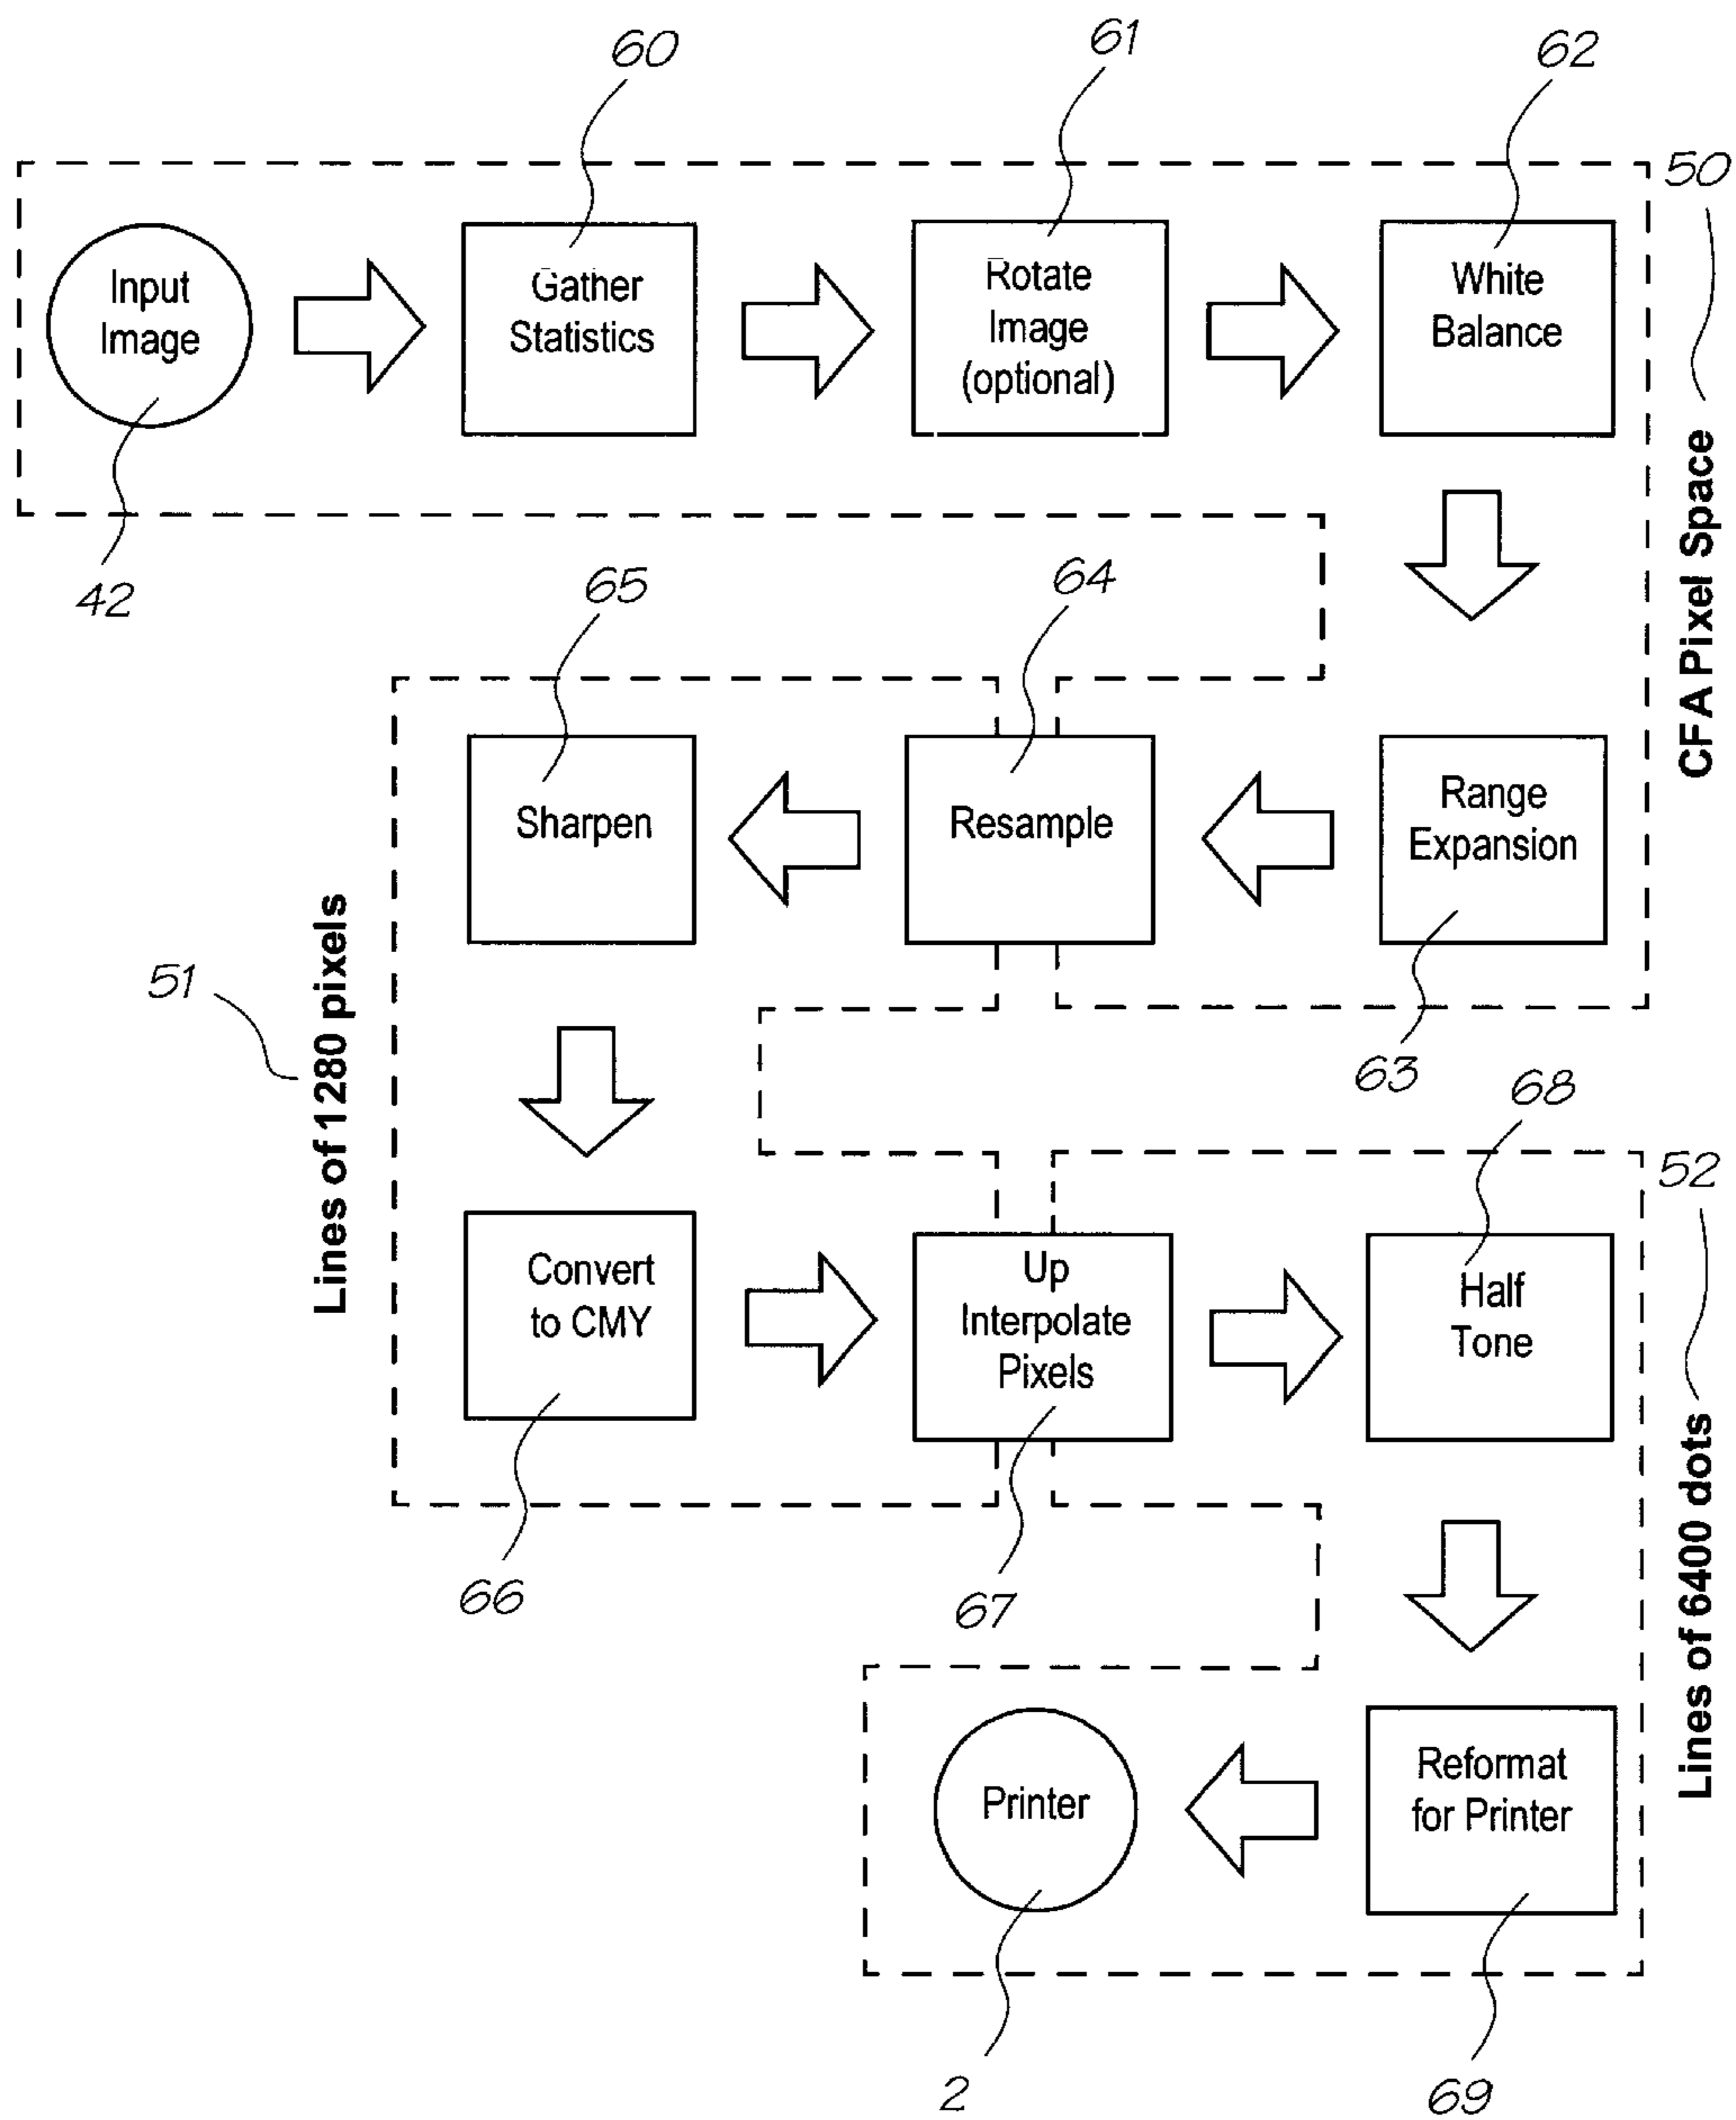 60
61
62
50
Input
Image
Gather
Statistics
Rotate
Image
(optional)
White
Balance
CFA Pixel Space
42
65
64
Sharpen
Resample
Range
Expansion
51
Lines of 1280 pixels
63
68
52
Convert
to CMY
Up
Interpolate
Pixels
Half
Tone
Lines of 6400 dots
66
67
Printer
Reformat
for Printer
2
69